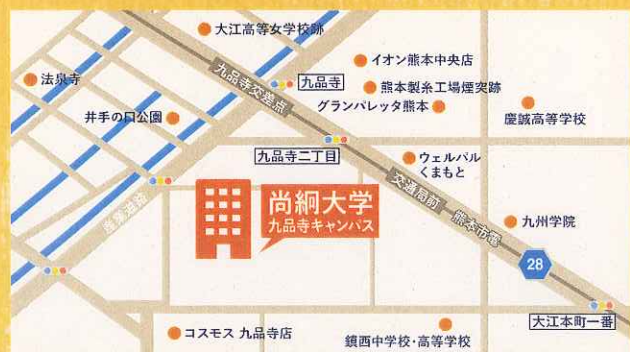 大江高等女学校跡
イオン熊本中央店
法泉寺
九品寺交差点
九品寺
熊本製糸工場煙突跡
グランパレッタ熊本
井手の口公園
慶誠高等学校
九品寺二丁目
ウェルパル
くまもと
交通局前
熊本市電
尚絅大学
九品寺キャンパス
九州学院
28
大江本町一番
コスモス 九品寺店
鎮西中学校・高等学校